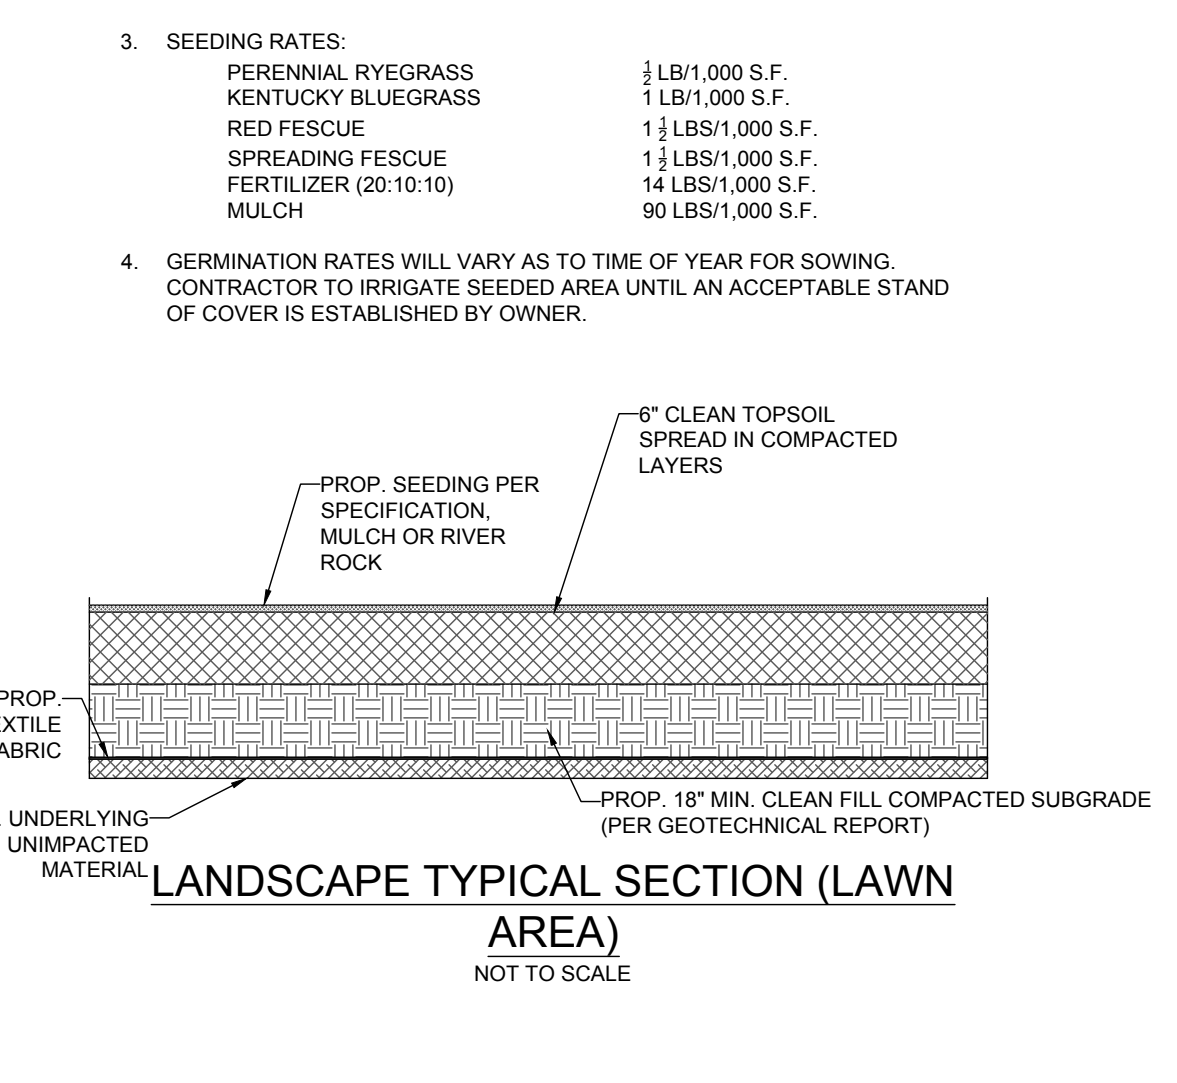 3. SEEDING RATES:
PERENNIAL RYEGRASS ½ LB/1,000 S.F.
KENTUCKY BLUEGRASS 1 LB/1,000 S.F.
RED FESCUE 1 ½ LBS/1,000 S.F.
SPREADING FESCUE 1 ½ LBS/1,000 S.F.
FERTILIZER (20:10:10) 14 LBS/1,000 S.F.
MULCH 90 LBS/1,000 S.F.
4. GERMINATION RATES WILL VARY AS TO TIME OF YEAR FOR SOWING.
CONTRACTOR TO IRRIGATE SEEDED AREA UNTIL AN ACCEPTABLE STAND
OF COVER IS ESTABLISHED BY OWNER.
6" CLEAN TOPSOIL
SPREAD IN COMPACTED
LAYERS
PROP. SEEDING PER
SPECIFICATION,
MULCH OR RIVER
ROCK
PROP.
EXTILE
ABRIC
UNDERLYING
UNIMPACTED
MATERIAL
PROP. 18" MIN. CLEAN FILL COMPACTED SUBGRADE
(PER GEOTECHNICAL REPORT)
LANDSCAPE TYPICAL SECTION (LAWN
AREA)
NOT TO SCALE